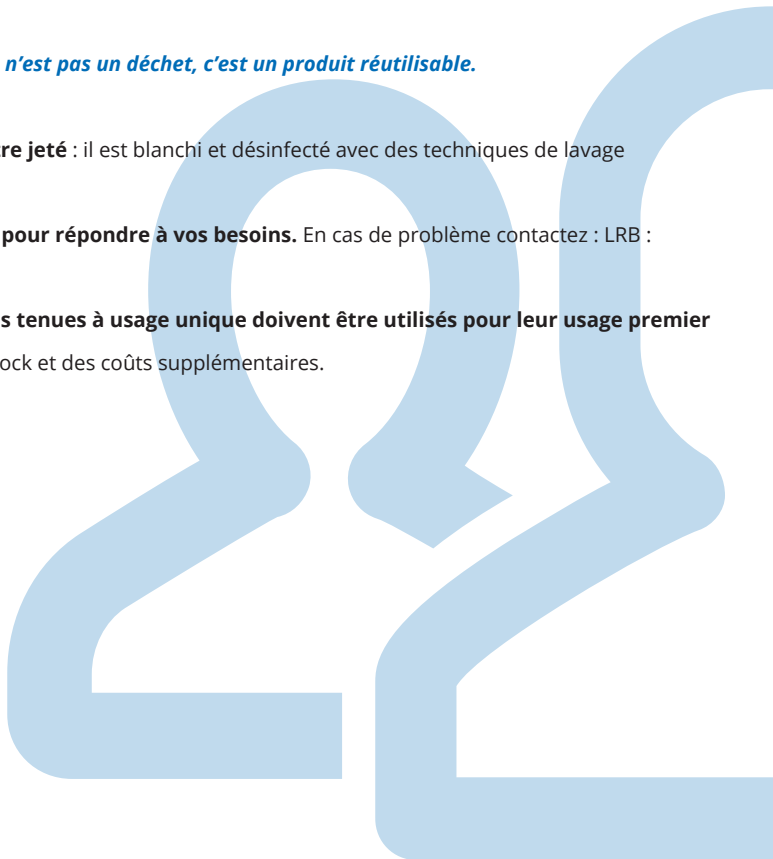 n’est pas un déchet, c’est un produit réutilisable.
tre jeté : il est blanchi et désinfecté avec des techniques de lavage
pour répondre à vos besoins. En cas de problème contactez : LRB :
s tenues à usage unique doivent être utilisés pour leur usage premier
ock et des coûts supplémentaires.